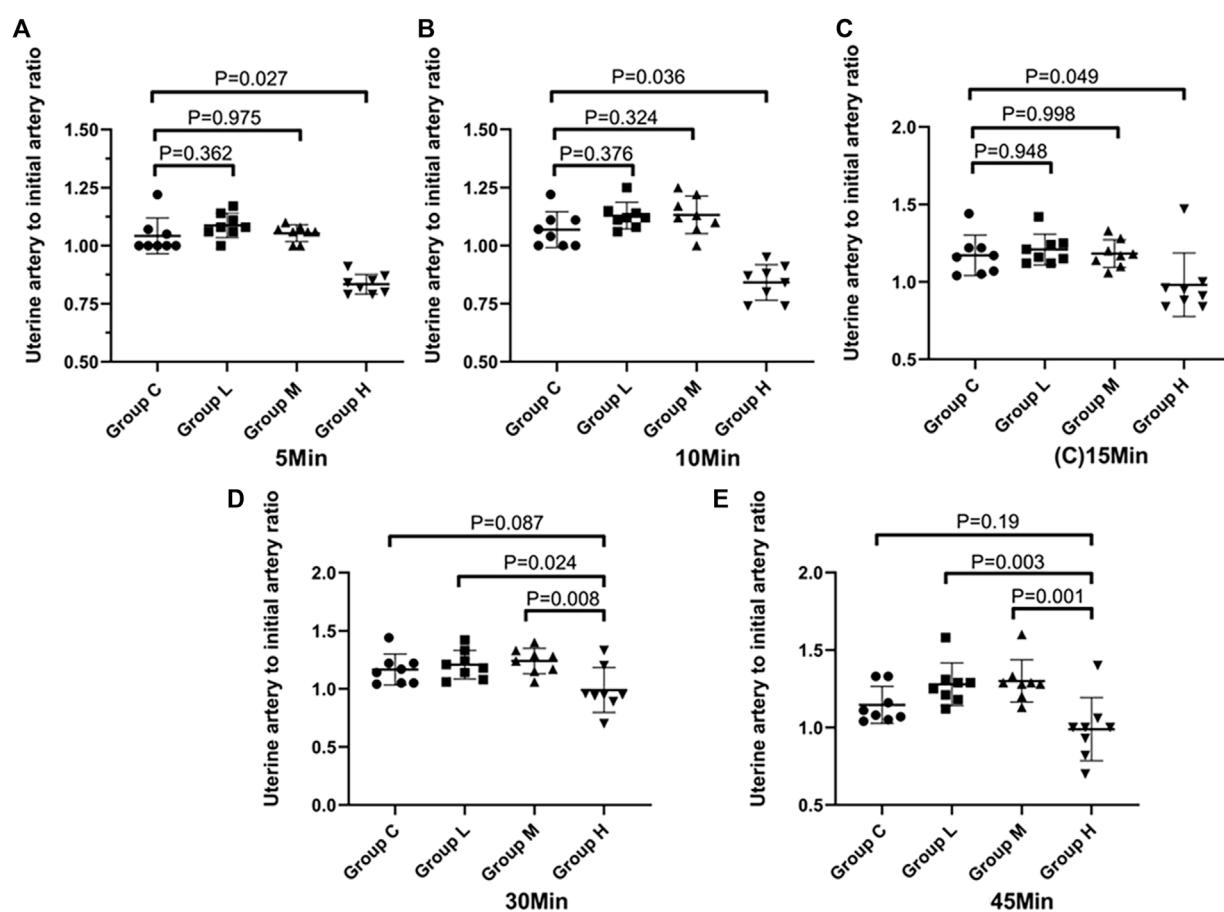 A
Uterine artery to initial artery ratio
P=0.027
P=0.975
P=0.362
1.50
1.25
1.00
0.75
0.50
Group C
Group L
Group M
Group H
5Min
B
Uterine artery to initial artery ratio
P=0.036
P=0.324
P=0.376
1.50
1.25
1.00
0.75
0.50
Group C
Group L
Group M
Group H
10Min
C
Uterine artery to initial artery ratio
P=0.049
P=0.998
P=0.948
2.0
1.5
1.0
0.5
Group C
Group L
Group M
Group H
(C)15Min
D
Uterine artery to initial artery ratio
P=0.087
P=0.024
P=0.008
2.0
1.5
1.0
0.5
0.0
Group C
Group L
Group M
Group H
30Min
E
Uterine artery to initial artery ratio
P=0.19
P=0.003
P=0.001
2.0
1.5
1.0
0.5
Group C
Group L
Group M
Group H
45Min